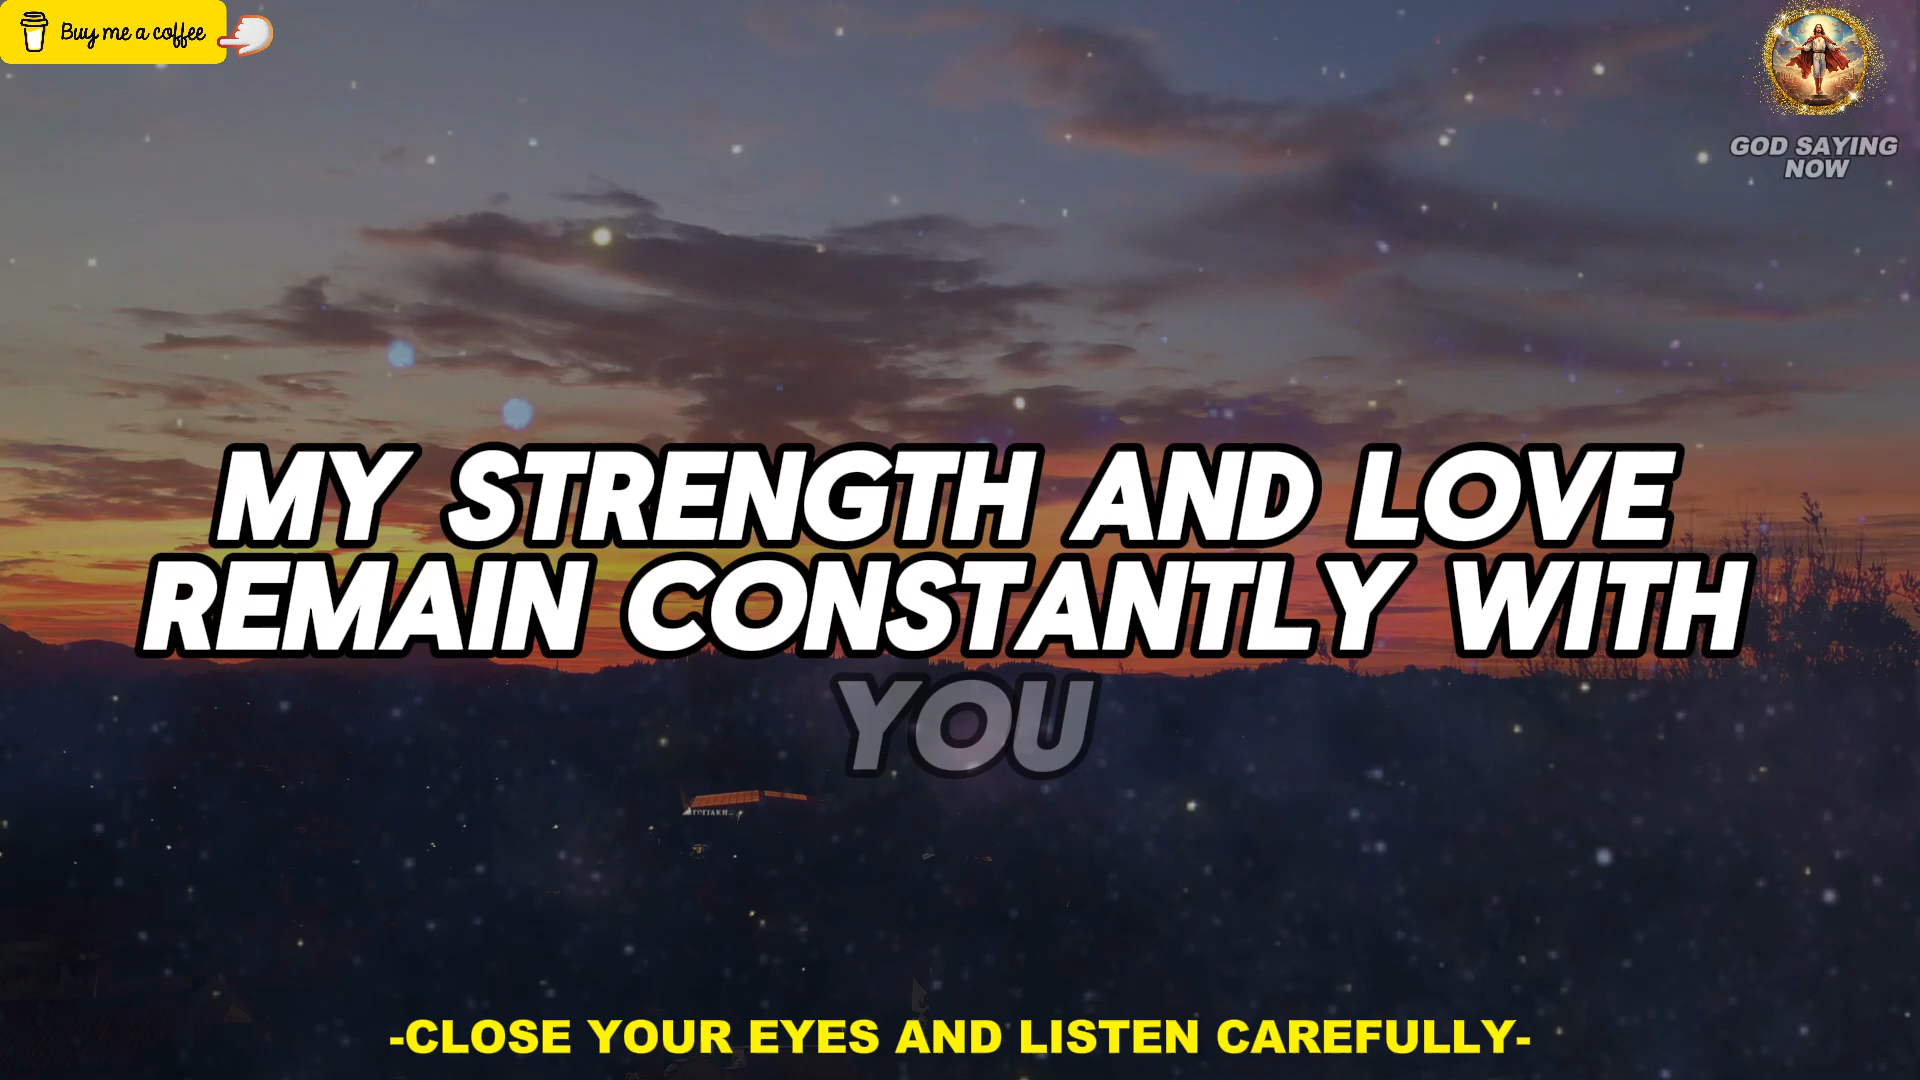 Buy me a coffee
GOD SAYING
NOW
MY STRENGTH AND LOVE
REMAIN CONSTANTLY WITH
YOU
-CLOSE YOUR EYES AND LISTEN CAREFULLY-